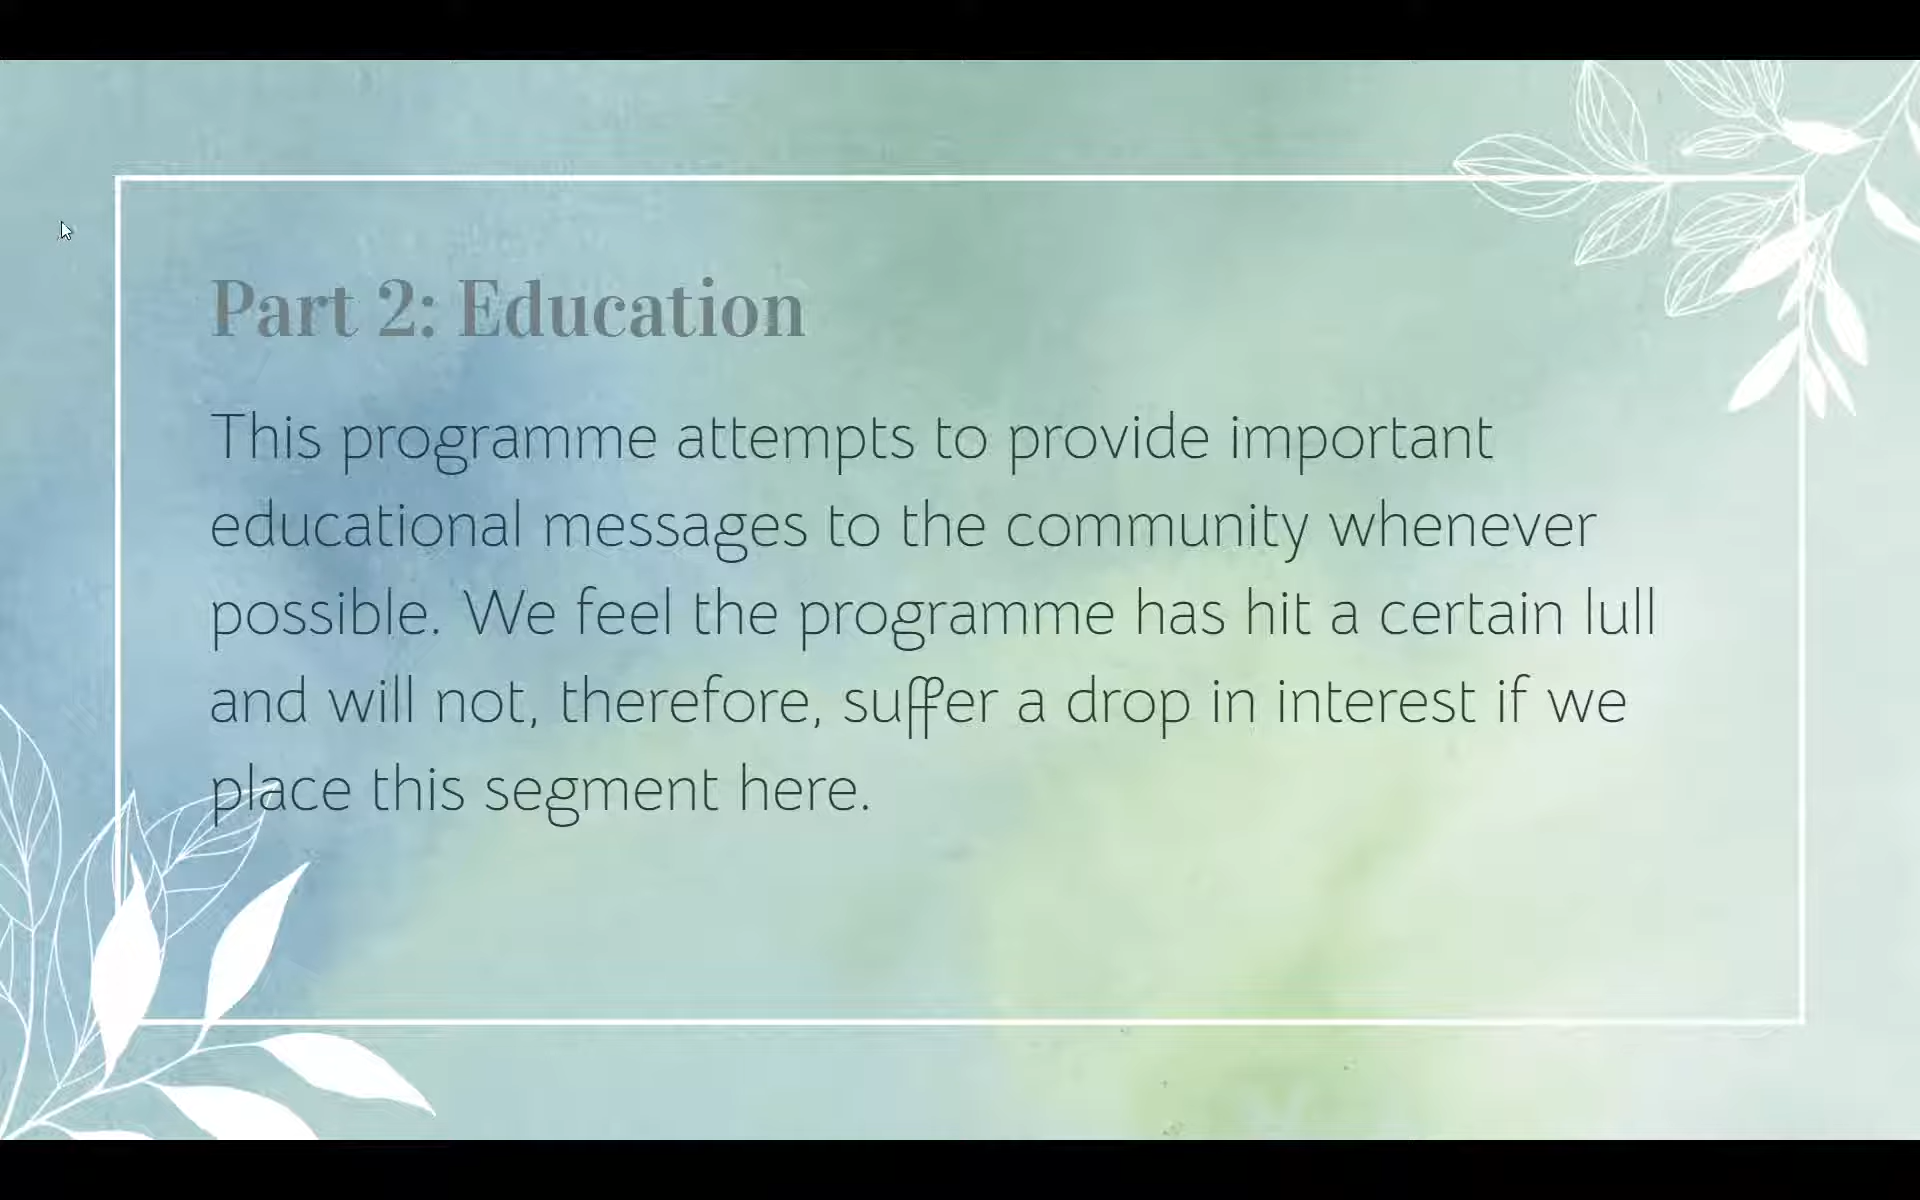 Part 2: Education
This programme attempts to provide important
educational messages to the community whenever
possible. We feel the programme has hit a certain lull
and will not, therefore, suffer a drop in interest if we
place this segment here.